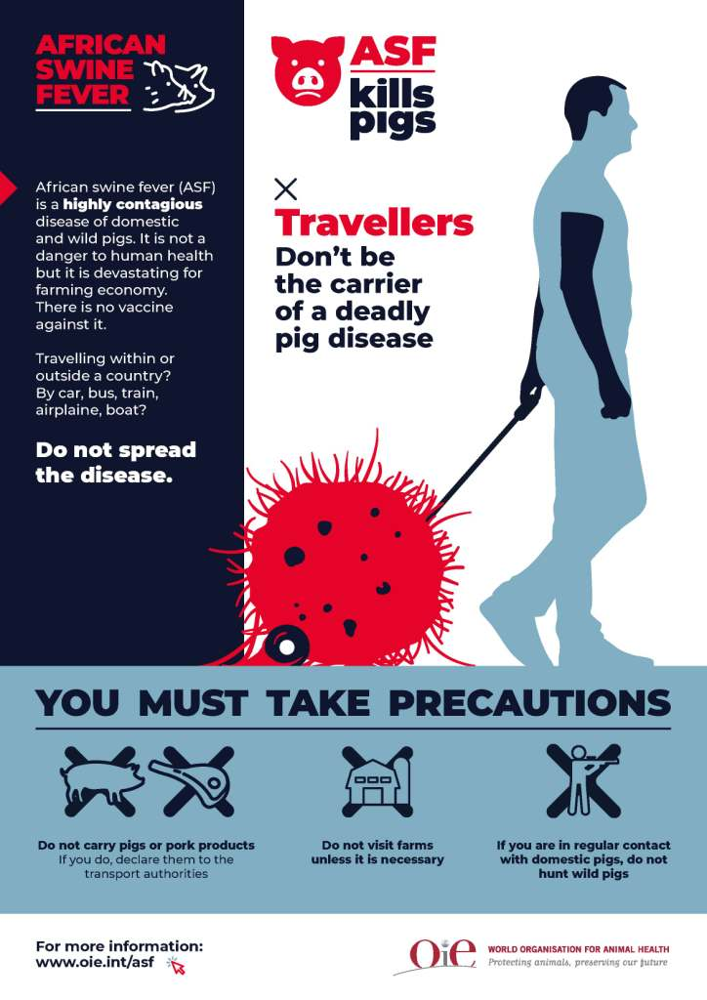 AFRICAN
SWINE
FEVER
African swine fever (ASF)
is a highly contagious
disease of domestic
and wild pigs. It is not a
danger to human health
but it is devastating for
farming economy.
There is no vaccine
against it.
Travelling within or
outside a country?
By car, bus, train,
airplaine, boat?
Do not spread
the disease.
ASF
kills
pigs
Travellers
Don't be
the carrier
of a deadly
pig disease
YOU MUST TAKE PRECAUTIONS
Do not carry pigs or pork products
If you do, declare them to the
transport authorities
Do not visit farms
unless it is necessary
If you are in regular contact
with domestic pigs, do not
hunt wild pigs
For more information:
www.oie.int/asf
Oie
WORLD ORGANISATION FOR ANIMAL HEALTH
Protecting animals, preserving our future